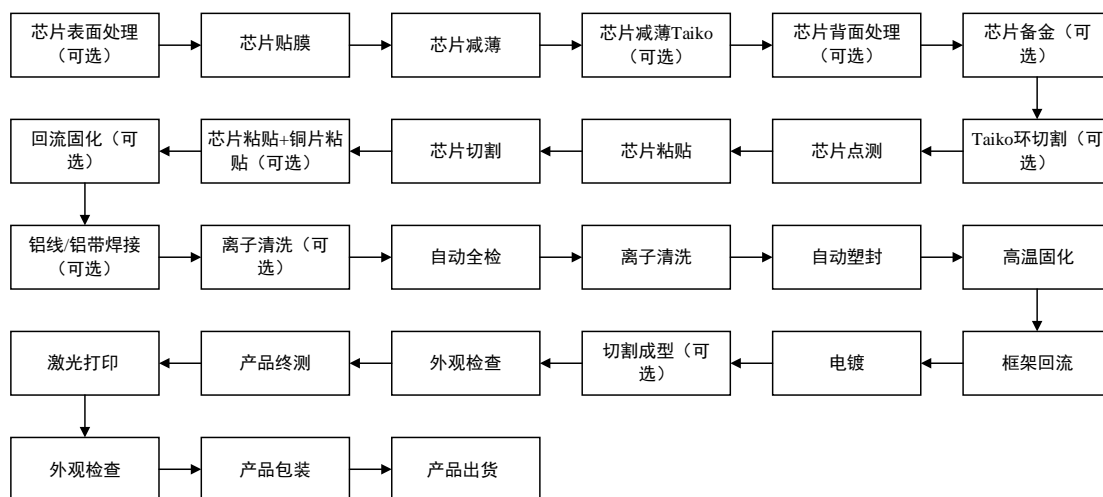 芯片表面处理
（可选）
芯片贴膜
芯片减薄
芯片减薄Taiko
（可选）
芯片背面处理
（可选）
芯片备金（可
选）
回流固化（可
选）
芯片粘贴+铜片粘
贴（可选）
芯片切割
芯片粘贴
芯片点测
Taiko环切割（可
选）
铝线/铝带焊接
（可选）
离子清洗（可
选）
自动全检
离子清洗
自动塑封
高温固化
激光打印
产品终测
外观检查
切割成型（可
选）
电镀
框架回流
外观检查
产品包装
产品出货